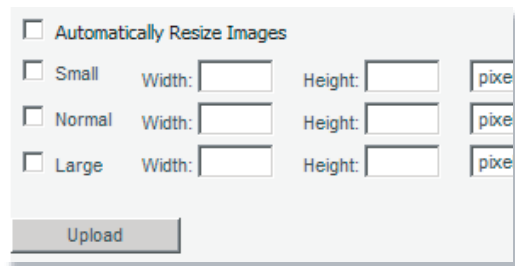 Automatically Resize Images
Small Width: Height: pixe
Normal Width: Height: pixe
Large Width: Height: pixe
Upload